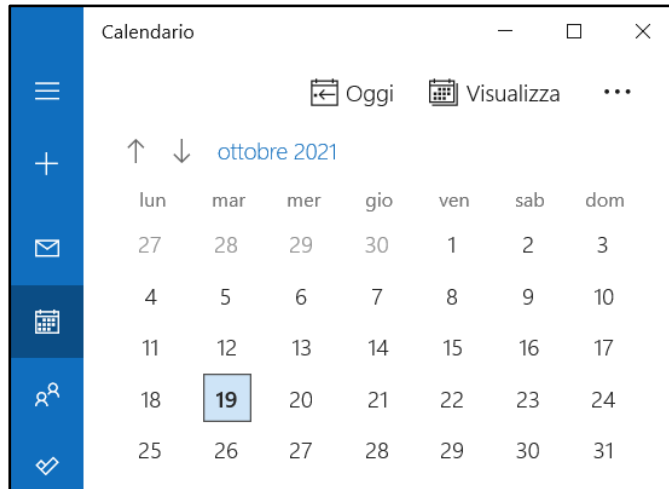 Calendario
Oggi Visualizza
ottobre 2021
lun mar mer gio ven sab dom
27 28 29 30 1 2 3
4 5 6 7 8 9 10
11 12 13 14 15 16 17
18 19 20 21 22 23 24
25 26 27 28 29 30 31